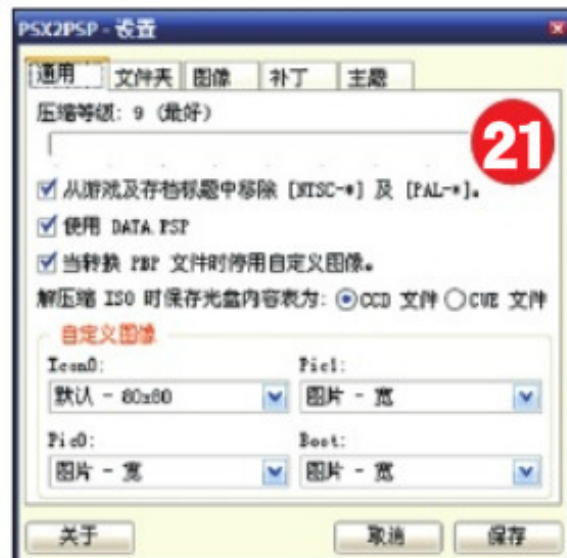 PSX2PSP - 设置
通用 文件夹 图像 补丁 主题
压缩等级: 9 (最好)
21
从游戏及存档标题中移除 [NTSC-*] 及 [PAL-*]。
使用 DATA.PSP
当转换 PBP 文件时停用自定义图像。
解压缩 ISO 时保存光盘内容表为: CCD 文件 CUE 文件
自定义图像
Icon0: Pic1:
默认 - 80x80 图片 - 宽
Pic0: Boot:
图片 - 宽 图片 - 宽
关于 取消 保存